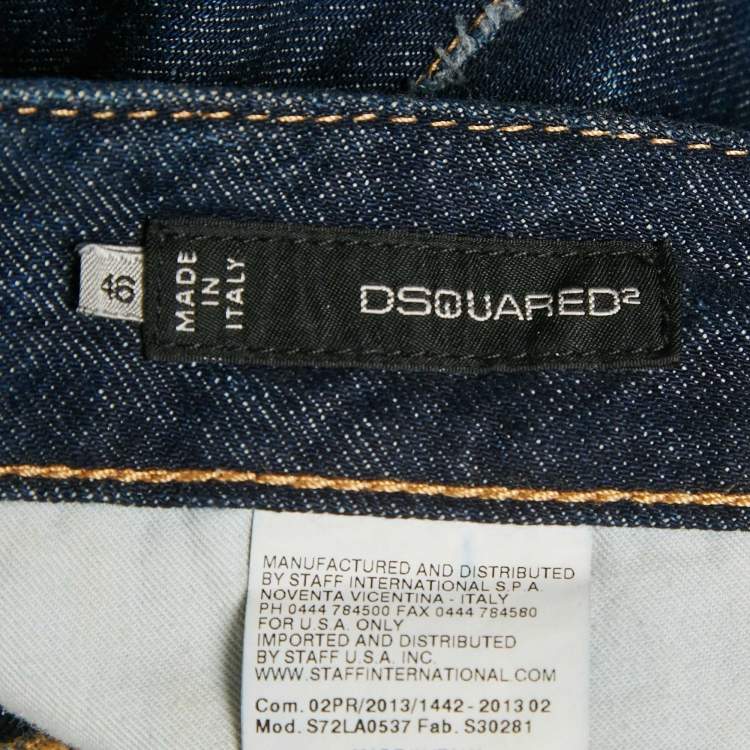 46
MADE
IN
ITALY
DSQUARED2
MANUFACTURED AND DISTRIBUTED
BY STAFF INTERNATIONAL S.P.A.
NOVENTA VICENTINA - ITALY
PH 0444 784500 FAX 0444 784580
FOR U.S.A. ONLY
IMPORTED AND DISTRIBUTED
BY STAFF U.S.A. INC.
WWW.STAFFINTERNATIONAL.COM
Com. 02PR/2013/1442 - 2013 02
Mod. S72LA0537 Fab. S30281